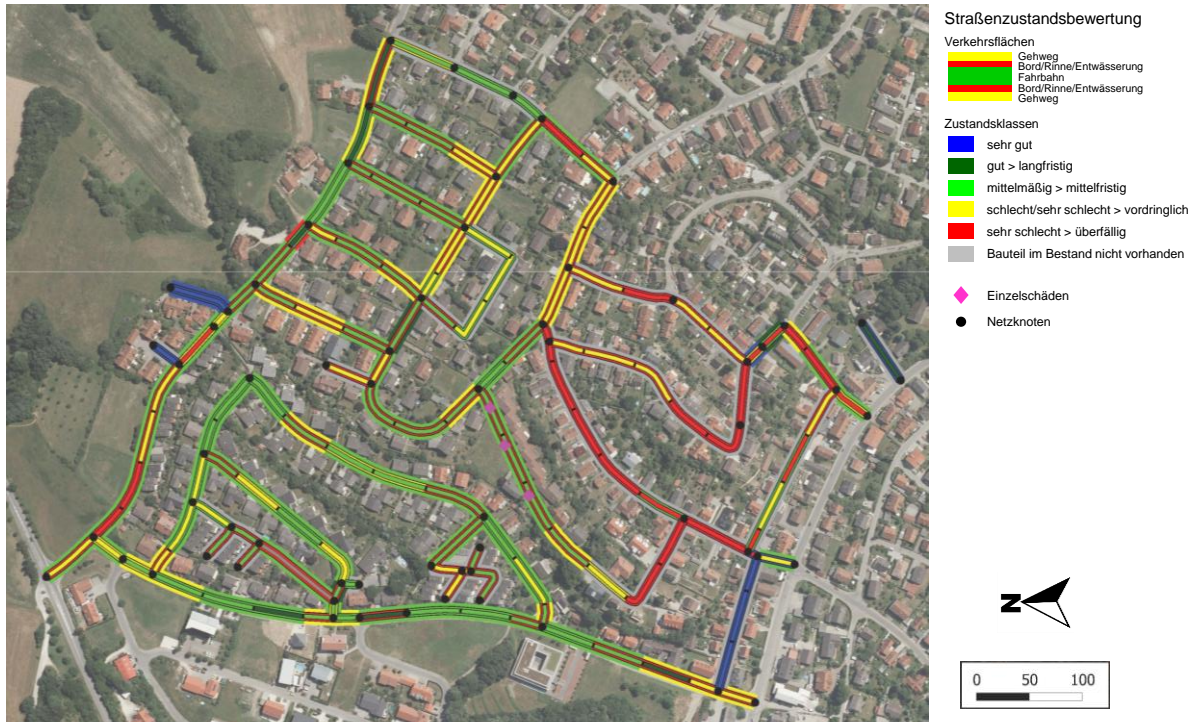 Straßenzustandsbewertung
Verkehrsflächen
Gehweg
Bord/Rinne/Entwässerung
Fahrbahn
Bord/Rinne/Entwässerung
Gehweg
Zustandsklassen
sehr gut
gut > langfristig
mittelmäßig > mittelfristig
schlecht/sehr schlecht > vordringlich
sehr schlecht > überfällig
Bauteil im Bestand nicht vorhanden
Einzelschäden
Netzknoten
N
0 50 100